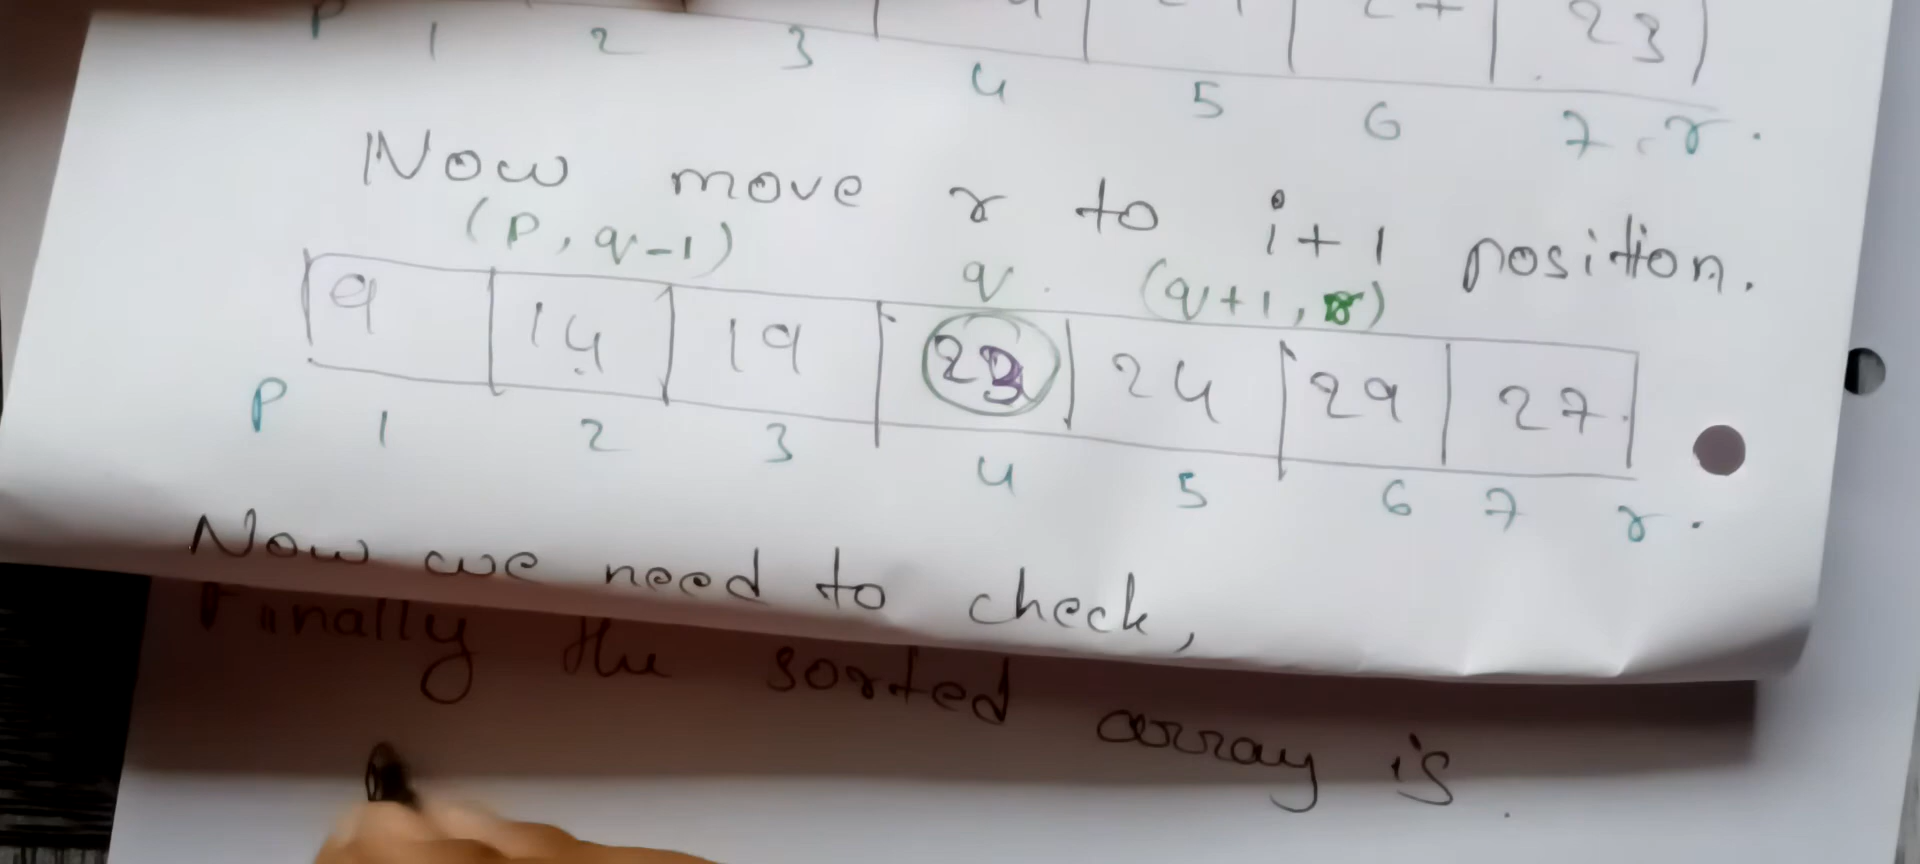 23
P 1 2 3 4 5 6 7 r.
Now move r to i+1 position.
(P, q-1) q. (q+1, r)
9 14 19 23 24 29 27
P 1 2 3 4 5 6 7 r.
Now we need to check,
Finally the sorted array is